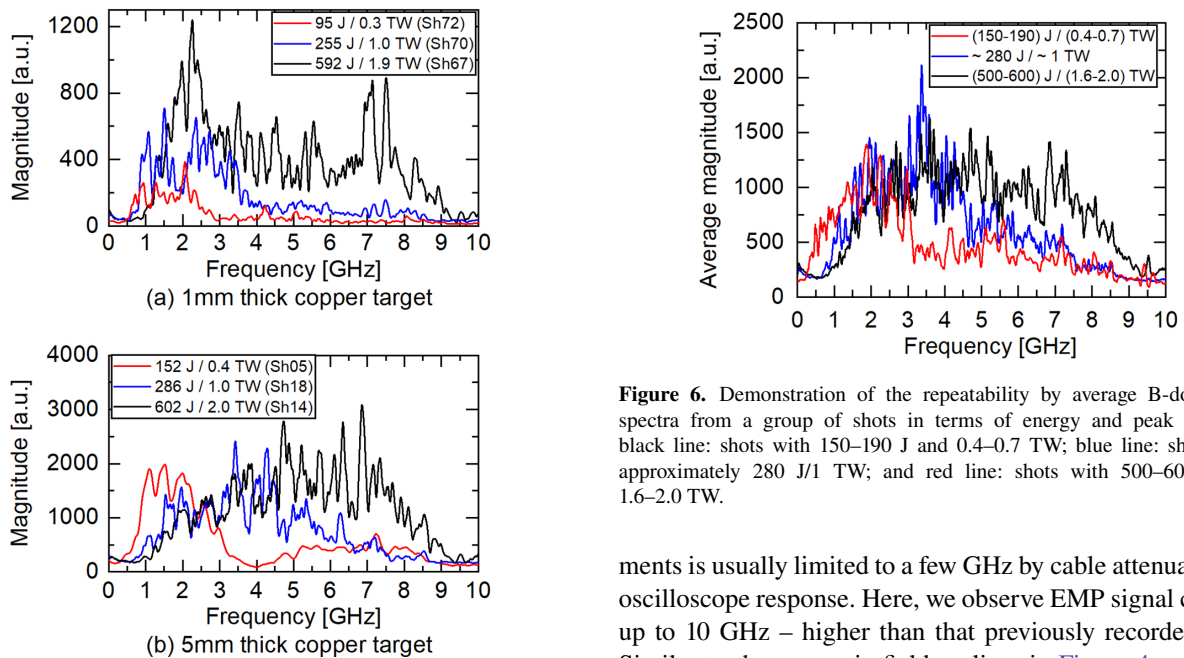 1200
800
400
0
Magnitude [a.u.]
95 J / 0.3 TW (Sh72)
255 J / 1.0 TW (Sh70)
592 J / 1.9 TW (Sh67)
0 1 2 3 4 5 6 7 8 9 10
Frequency [GHz]
(a) 1mm thick copper target
4000
3000
2000
1000
0
Magnitude [a.u.]
152 J / 0.4 TW (Sh05)
286 J / 1.0 TW (Sh18)
602 J / 2.0 TW (Sh14)
0 1 2 3 4 5 6 7 8 9 10
Frequency [GHz]
(b) 5mm thick copper target
2500
2000
1500
1000
500
0
Average magnitude [a.u.]
(150-190) J / (0.4-0.7) TW
~ 280 J / ~ 1 TW
(500-600) J / (1.6-2.0) TW
0 1 2 3 4 5 6 7 8 9 10
Frequency [GHz]
Figure 6. Demonstration of the repeatability by average B-do
spectra from a group of shots in terms of energy and peak
black line: shots with 150–190 J and 0.4–0.7 TW; blue line: sh
approximately 280 J/1 TW; and red line: shots with 500–60
1.6–2.0 TW.
ments is usually limited to a few GHz by cable attenua
oscilloscope response. Here, we observe EMP signal c
up to 10 GHz – higher than that previously recorde